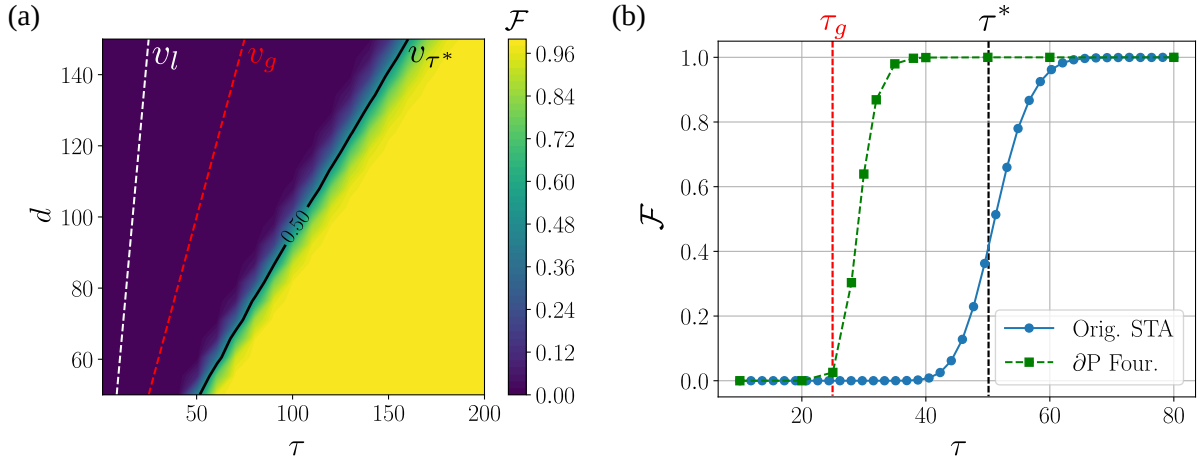 (a)
140
120
100
80
60
d
50
100
150
200
τ
v_l
v_g
v_τ*
0.50
ℱ
0.96
0.84
0.72
0.60
0.48
0.36
0.24
0.12
0.00
(b)
τ_g
τ*
1.0
0.8
0.6
0.4
0.2
0.0
ℱ
20
40
60
80
τ
Orig. STA
∂P Four.